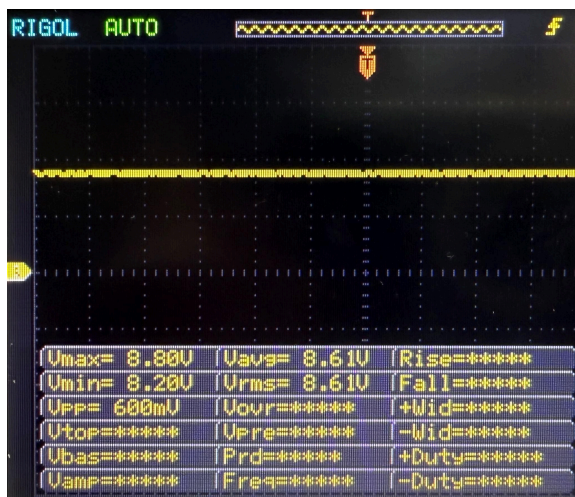 RIGOL AUTO
T
T
Vmax= 8.80V Vavg= 8.61V Rise=*****
Vmin= 8.20V Vrms= 8.61V Fall=*****
Vpp= 600mV Vovr=***** +Wid=*****
Vtop=***** Vpre=***** -Wid=*****
Vbas=***** Prd=***** +Duty=*****
Vamp=***** Freq=***** -Duty=*****